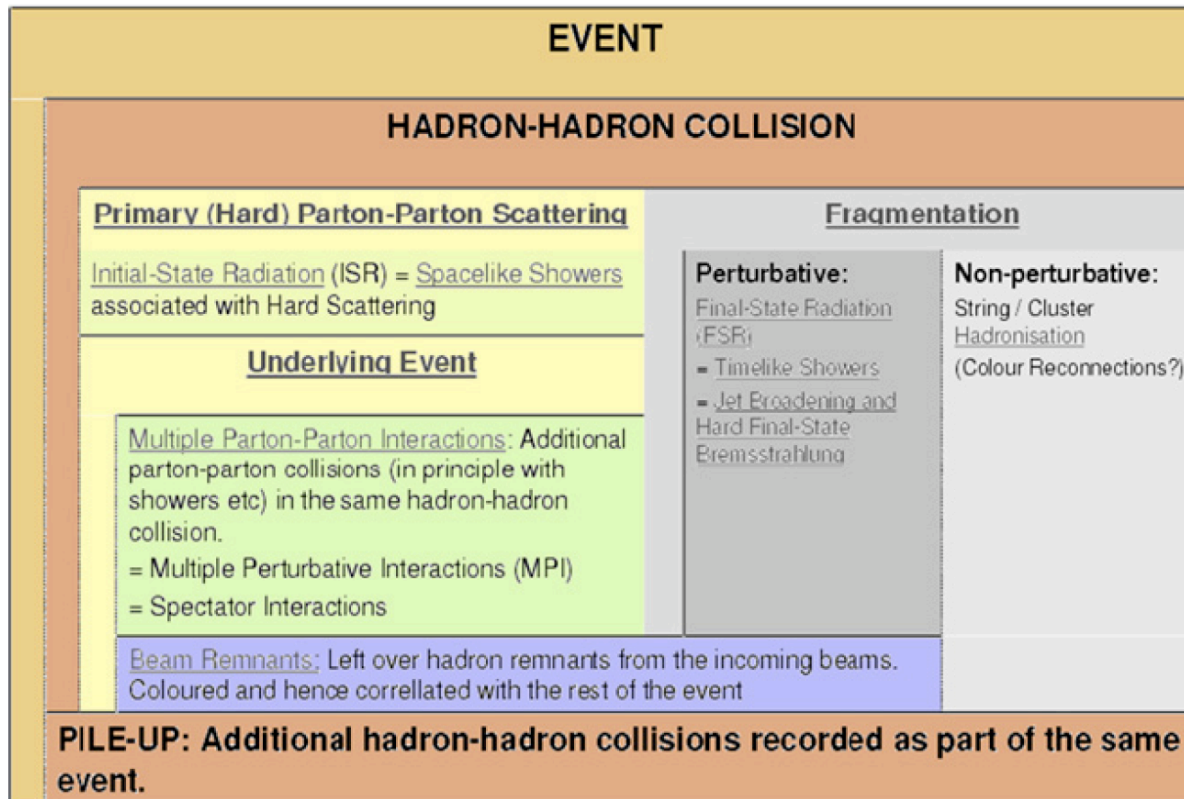 EVENT
HADRON-HADRON COLLISION
Primary (Hard) Parton-Parton Scattering
Initial-State Radiation (ISR) = Spacelike Showers
associated with Hard Scattering
Underlying Event
Multiple Parton-Parton Interactions: Additional
parton-parton collisions (in principle with
showers etc) in the same hadron-hadron
collision.
= Multiple Perturbative Interactions (MPI)
= Spectator Interactions
Beam Remnants: Left over hadron remnants from the incoming beams.
Coloured and hence correllated with the rest of the event
Fragmentation
Perturbative:
Final-State Radiation
(FSR)
= Timelike Showers
= Jet Broadening and
Hard Final-State
Bremsstrahlung
Non-perturbative:
String / Cluster
Hadronisation
(Colour Reconnections?)
PILE-UP: Additional hadron-hadron collisions recorded as part of the same
event.